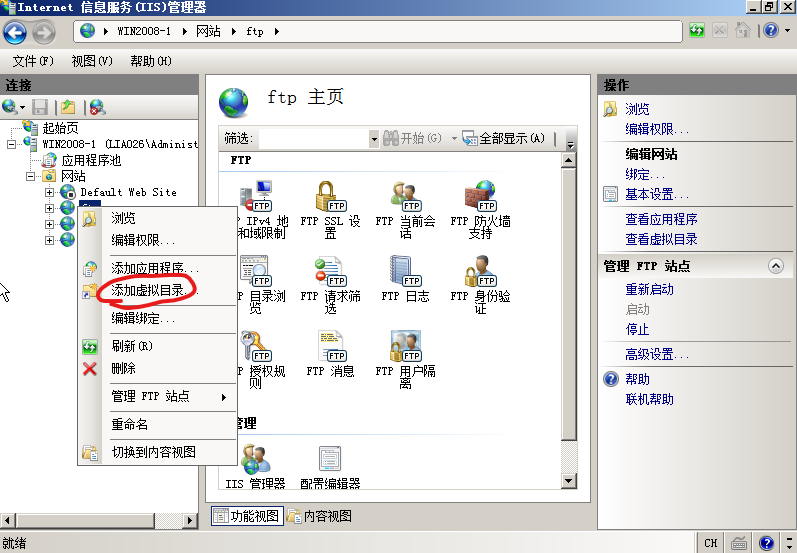 Internet 信息服务(IIS)管理器
WIN2008-1 网站 ftp
文件(F) 视图(V) 帮助(H)
连接
起始页
WIN2008-1 (LIAO26\Administ
应用程序池
网站
Default Web Site
浏览
编辑权限...
添加应用程序...
添加虚拟目录...
编辑绑定...
刷新(R)
删除
管理 FTP 站点
重命名
切换到内容视图
ftp 主页
筛选: 开始(G) 全部显示(A)
FTP
P IPv4 地和域限制
FTP SSL 设置
FTP 当前会话
FTP 防火墙支持
P 目录浏览
FTP 请求筛选
FTP 日志
FTP 身份验证
P 授权规则
FTP 消息
FTP 用户隔离
管理
IIS 管理器
配置编辑器
功能视图 内容视图
操作
浏览
编辑权限...
编辑网站
绑定...
基本设置...
查看应用程序
查看虚拟目录
管理 FTP 站点
重新启动
启动
停止
高级设置...
帮助
联机帮助
就绪
CH